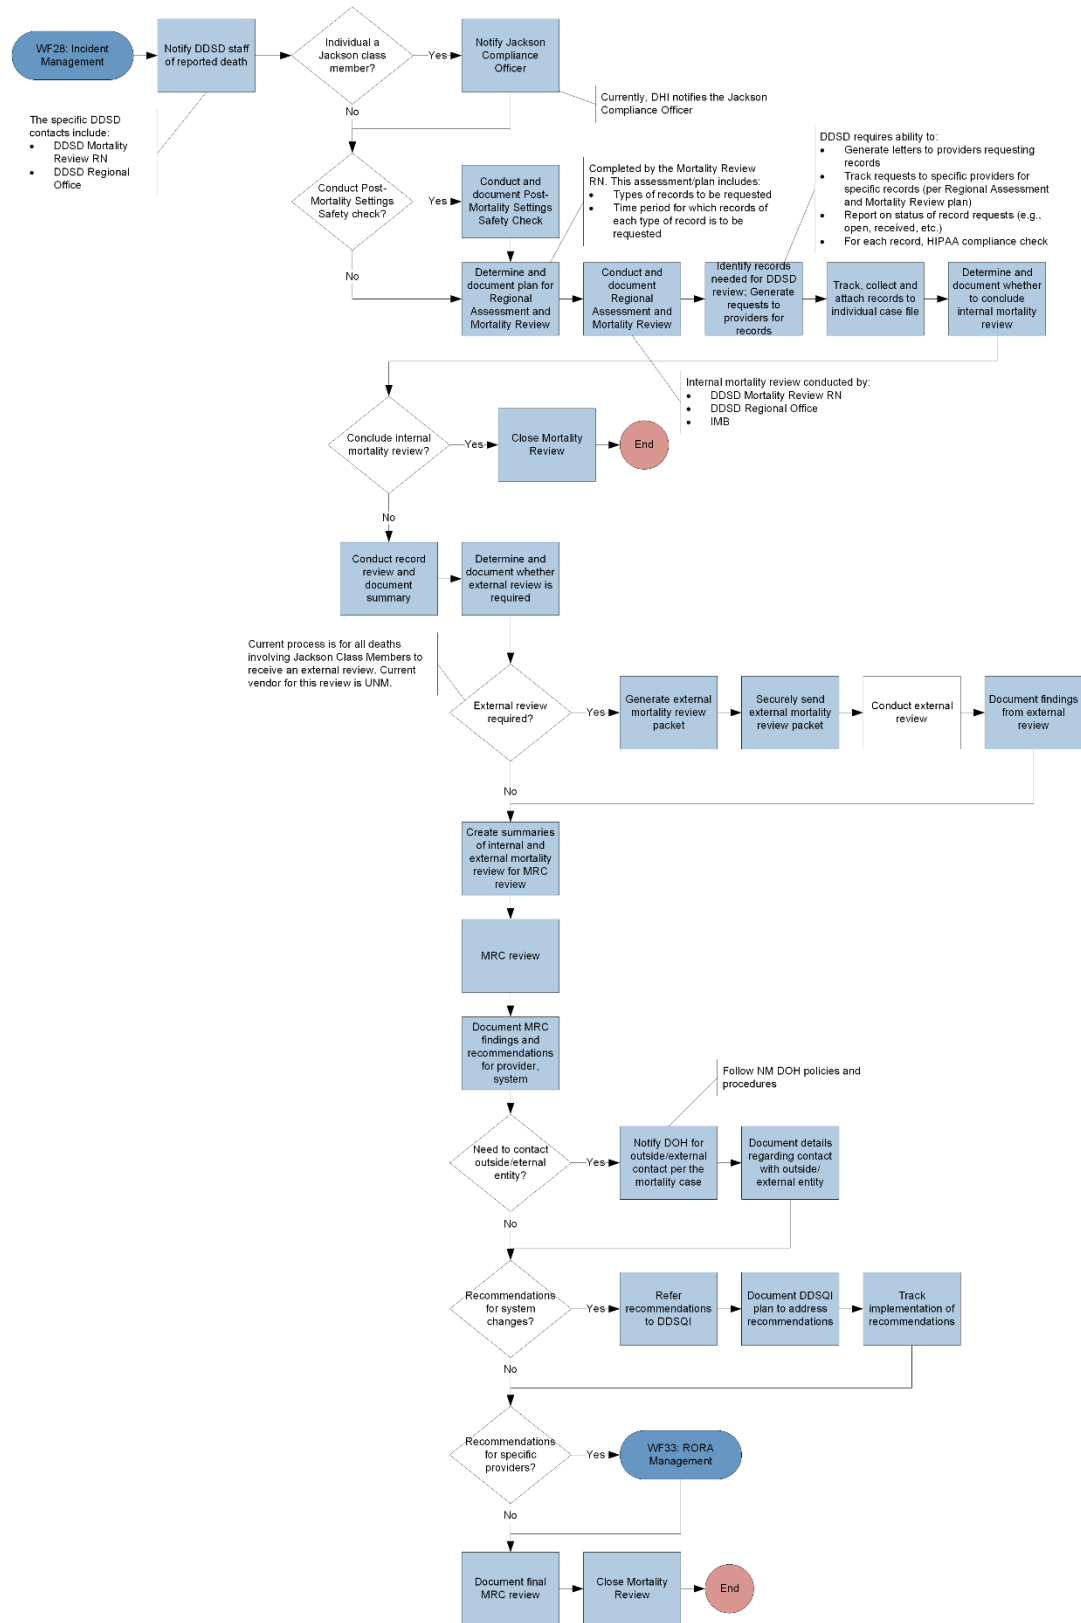 WF28: Incident
Management
Notify DDSD staff
of reported death
Individual a
Jackson class
member?
Yes
Notify Jackson
Compliance
Officer
No
Currently, DHI notifies the Jackson
Compliance Officer
The specific DDSD
contacts include:
• DDSD Mortality
Review RN
• DDSD Regional
Office
Conduct Post-
Mortality Settings
Safety check?
Yes
Conduct and
document Post-
Mortality Settings
Safety Check
No
Completed by the Mortality Review
RN. This assessment/plan includes:
• Types of records to be requested
• Time period for which records of
each type of record is to be
requested
DDSD requires ability to:
• Generate letters to providers requesting
records
• Track requests to specific providers for
specific records (per Regional Assessment
and Mortality Review plan)
• Report on status of record requests (e.g.,
open, received, etc.)
• For each record, HIPAA compliance check
Determine and
document plan for
Regional
Assessment and
Mortality Review
Conduct and
document
Regional
Assessment and
Mortality Review
Identify records
needed for DDSD
review; Generate
requests to
providers for
records
Track, collect and
attach records to
individual case file
Determine and
document whether
to conclude
internal mortality
review
Internal mortality review conducted by:
• DDSD Mortality Review RN
• DDSD Regional Office
• IMB
Conclude internal
mortality review?
Yes
Close Mortality
Review
End
No
Conduct record
review and
document
summary
Determine and
document whether
external review is
required
Current process is for all deaths
involving Jackson Class Members to
receive an external review. Current
vendor for this review is UNM.
External review
required?
Yes
Generate external
mortality review
packet
Securely send
external mortality
review packet
Conduct external
review
Document findings
from external
review
No
Create summaries
of internal and
external mortality
review for MRC
review
MRC review
Document MRC
findings and
recommendations
for provider,
system
Follow NM DOH policies and
procedures
Need to contact
outside/eternal
entity?
Yes
Notify DOH for
outside/external
contact per the
mortality case
Document details
regarding contact
with outside/
external entity
No
Recommendations
for system
changes?
Yes
Refer
recommendations
to DDSQI
Document DDSQI
plan to address
recommendations
Track
implementation of
recommendations
No
Recommendations
for specific
providers?
Yes
WF33: RORA
Management
No
Document final
MRC review
Close Mortality
Review
End